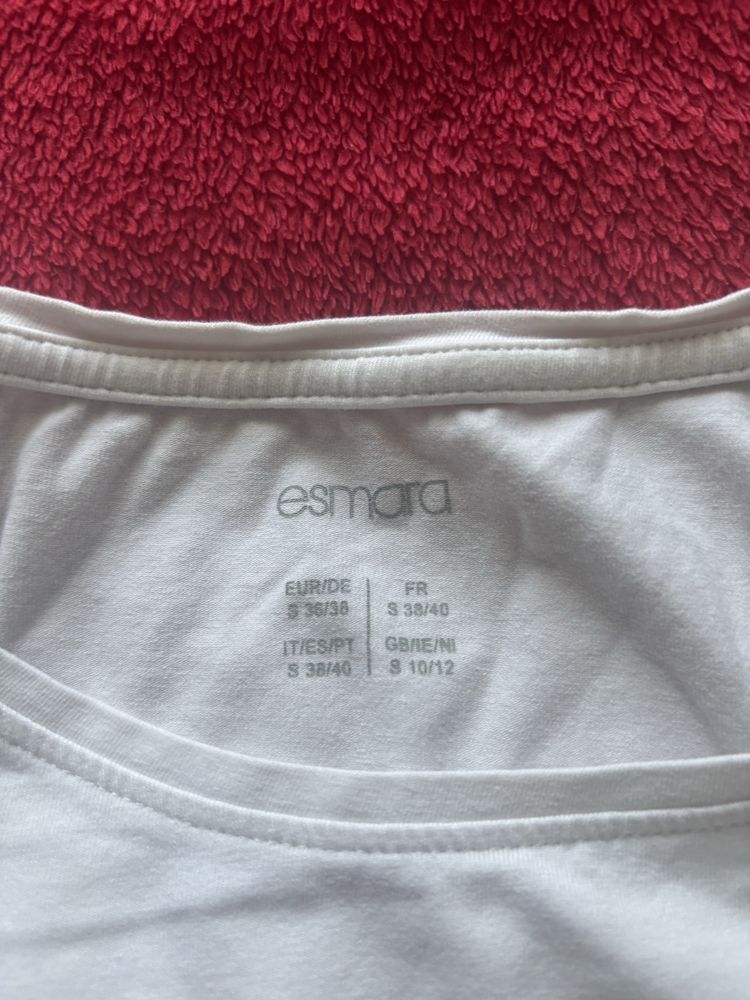 esmara
EUR/DE
S 36/38
FR
S 38/40
IT/ES/PT
S 38/40
GB/IE/NI
S 10/12